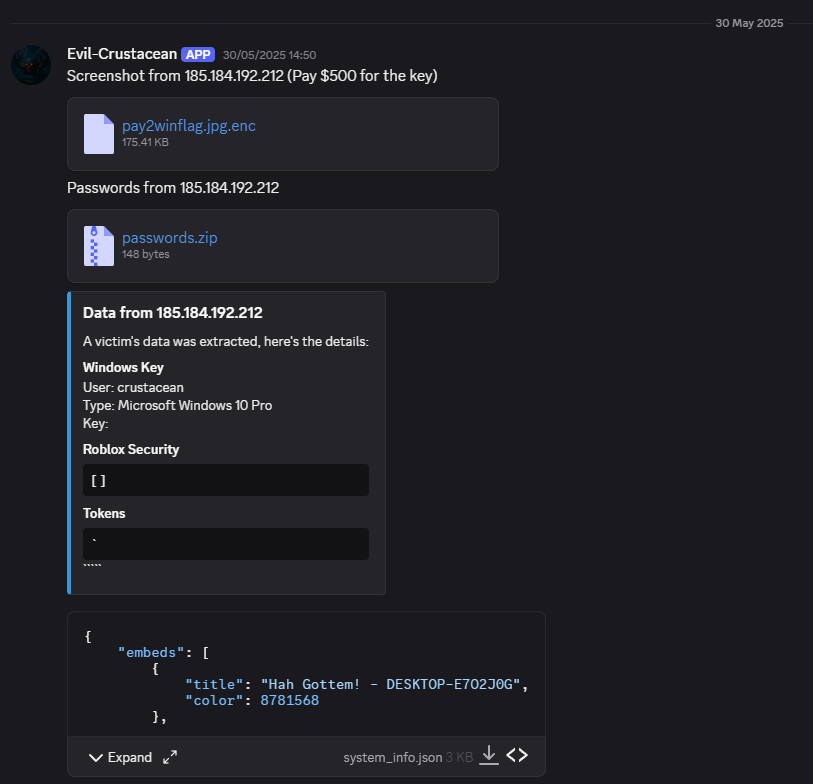 30 May 2025
Evil-Crustacean APP 30/05/2025 14:50
Screenshot from 185.184.192.212 (Pay $500 for the key)
pay2winflag.jpg.enc
175.41 KB
Passwords from 185.184.192.212
passwords.zip
148 bytes
Data from 185.184.192.212
A victim's data was extracted, here's the details:
Windows Key
User: crustacean
Type: Microsoft Windows 10 Pro
Key:
Roblox Security
[]
Tokens
`
`````
{
"embeds": [
{
"title": "Hah Gottem! - DESKTOP-E7O2J0G",
"color": 8781568
},
Expand system_info.json 3 KB